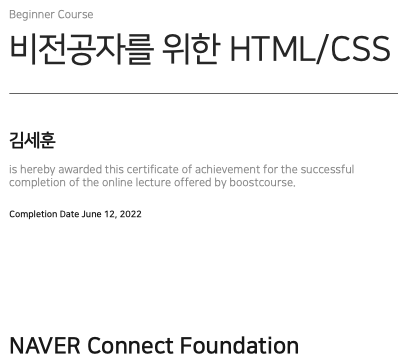 Beginner Course
비전공자를 위한 HTML/CSS
김세훈
is hereby awarded this certificate of achievement for the successful
completion of the online lecture offered by boostcourse.
Completion Date June 12, 2022
NAVER Connect Foundation